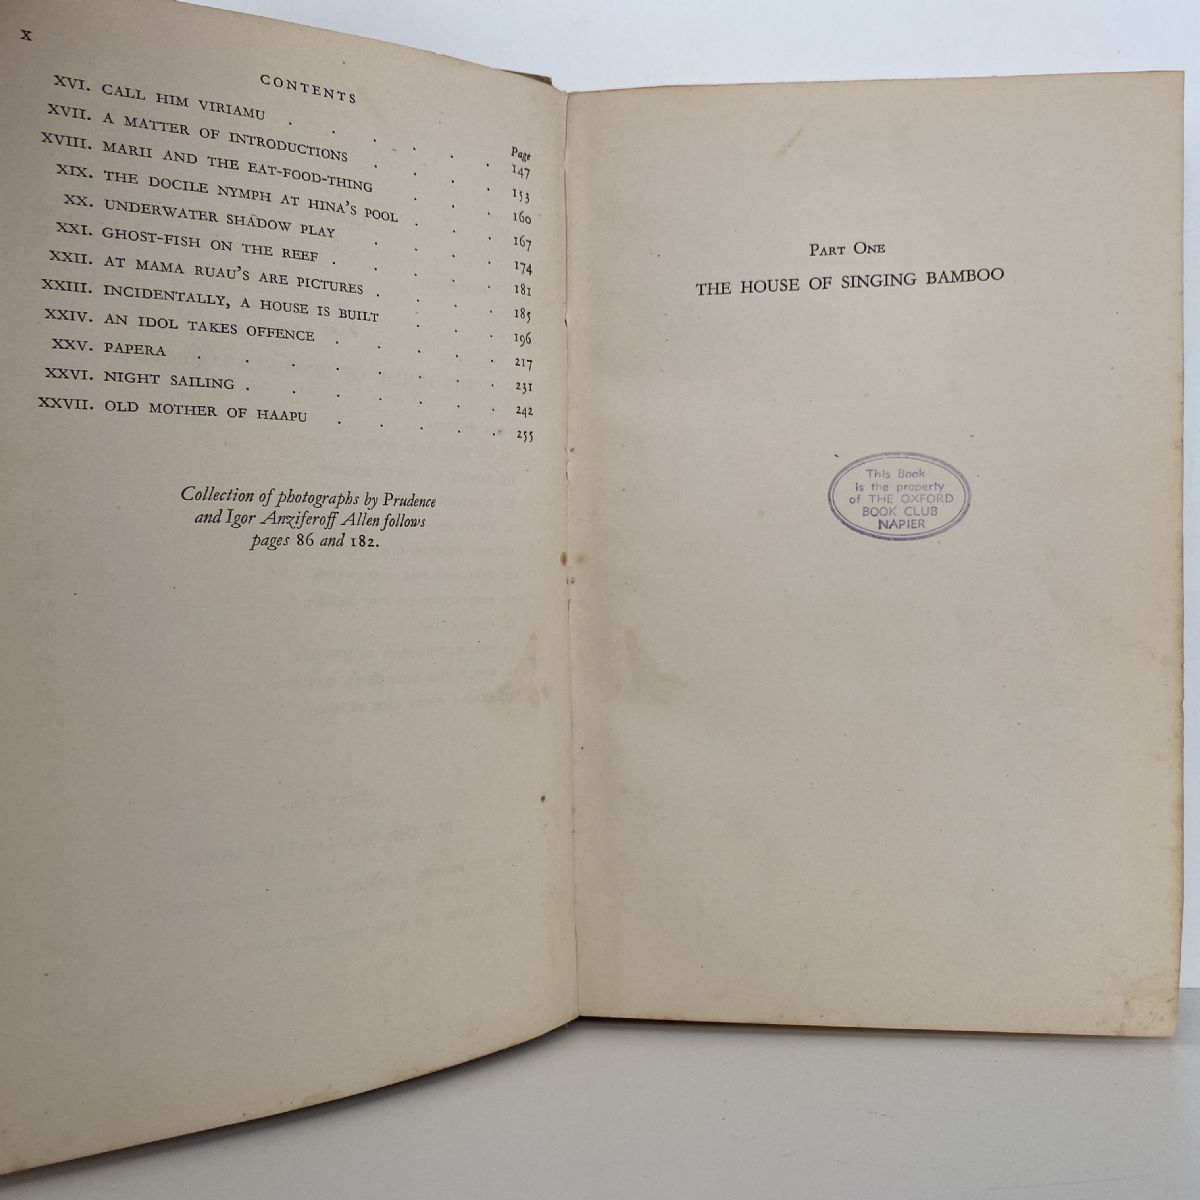 X
CONTENTS
Page
XVI. CALL HIM VIRIAMU . . . . . . 147
XVII. A MATTER OF INTRODUCTIONS . . . . 153
XVIII. MARII AND THE EAT-FOOD-THING . . . 160
XIX. THE DOCILE NYMPH AT HINA'S POOL . . . 167
XX. UNDERWATER SHADOW PLAY . . . . 174
XXI. GHOST-FISH ON THE REEF . . . . . 181
XXII. AT MAMA RUAU'S ARE PICTURES . . . . 185
XXIII. INCIDENTALLY, A HOUSE IS BUILT . . . 196
XXIV. AN IDOL TAKES OFFENCE . . . . . 217
XXV. PAPERA . . . . . . . 231
XXVI. NIGHT SAILING . . . . . . . 242
XXVII. OLD MOTHER OF HAAPU . . . . . 255
Collection of photographs by Prudence
and Igor Anziferoff Allen follows
pages 86 and 182.
PART ONE
THE HOUSE OF SINGING BAMBOO
This Book
is the property
of THE OXFORD
BOOK CLUB
NAPIER